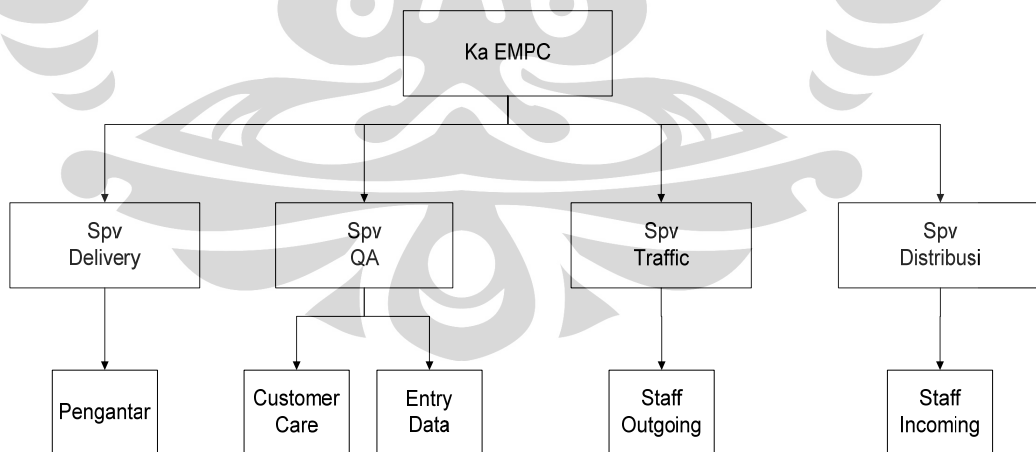 Ka EMPC
Spv
Delivery
Spv
QA
Spv
Traffic
Spv
Distribusi
Pengantar
Customer
Care
Entry
Data
Staff
Outgoing
Staff
Incoming